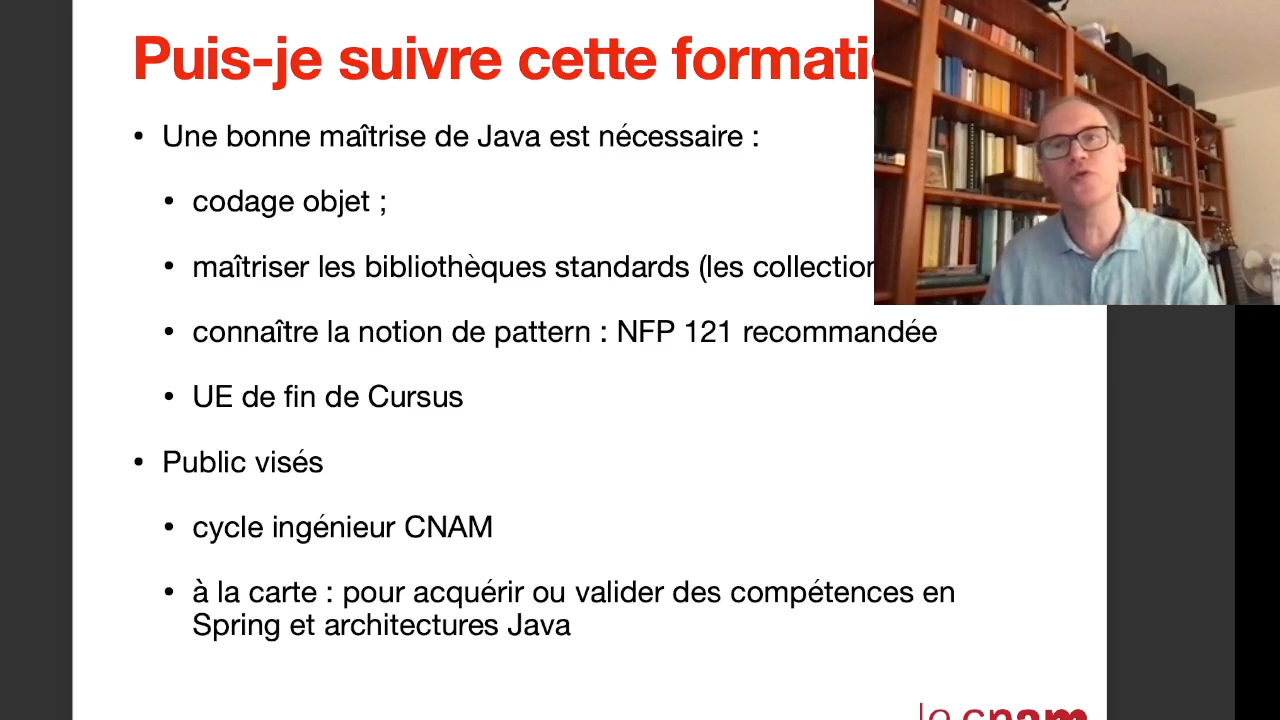 Puis-je suivre cette
• Une bonne maîtrise de Java est nécessaire :
• codage objet ;
• maîtriser les bibliothèques standards (les
• connaître la notion de pattern : NFP 121 recommandée
• UE de fin de Cursus
• Public visés
• cycle ingénieur CNAM
• à la carte : pour acquérir ou valider des compétences en
Spring et architectures Java
le cnam